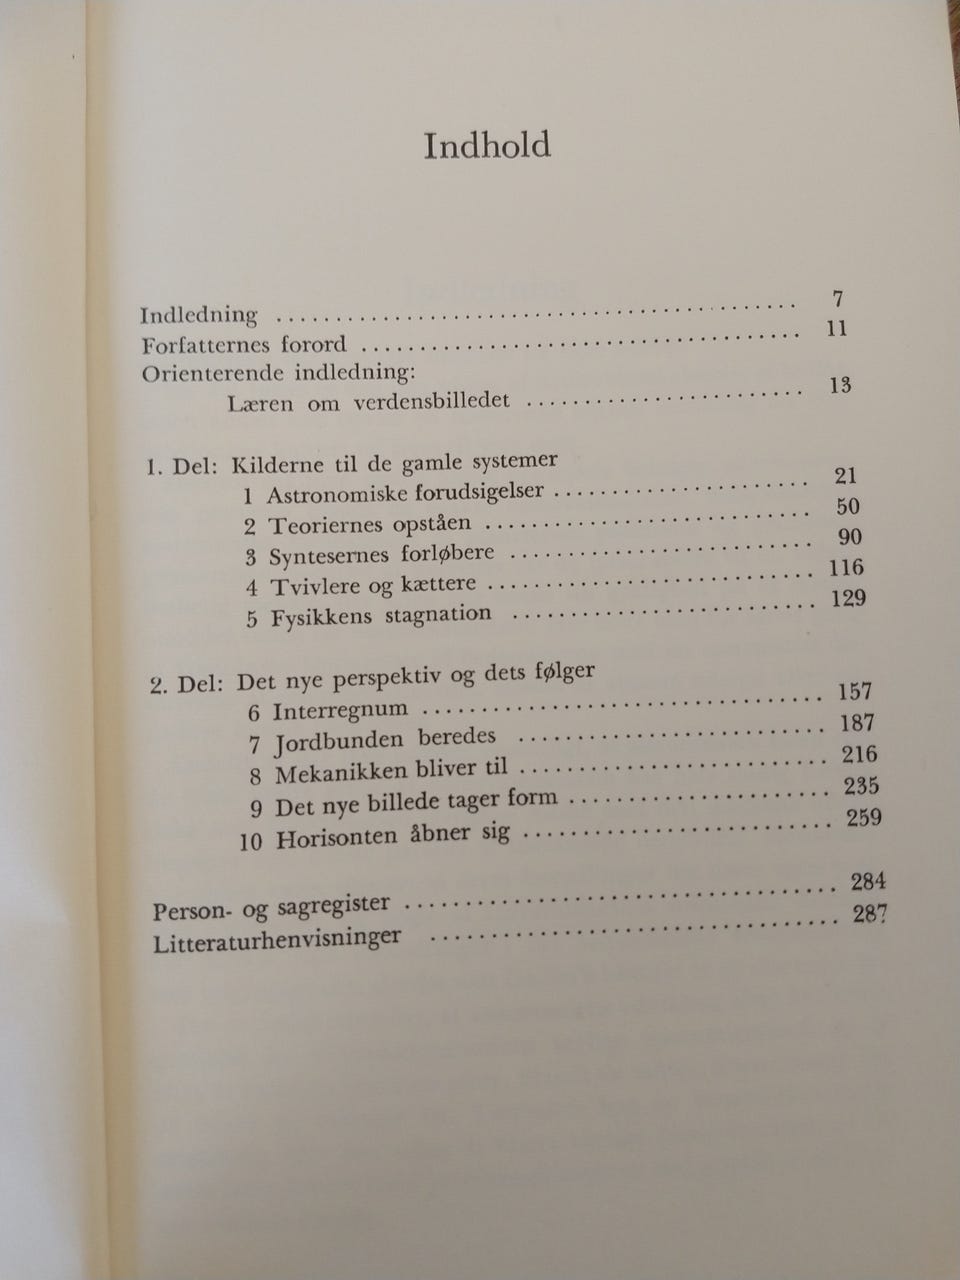 Indhold
Indledning ........................................ 7
Forfatternes forord ........................................ 11
Orienterende indledning:
Læren om verdensbilledet ........................ 13
1. Del: Kilderne til de gamle systemer
1 Astronomiske forudsigelser ...................... 21
2 Teoriernes opståen ............................ 50
3 Syntesernes forløbere .......................... 90
4 Tvivlere og kættere ............................ 116
5 Fysikkens stagnation .......................... 129
2. Del: Det nye perspektiv og dets følger
6 Interregnum .................................. 157
7 Jordbunden beredes .......................... 187
8 Mekanikken bliver til .......................... 216
9 Det nye billede tager form ...................... 235
10 Horisonten åbner sig .......................... 259
Person- og sagregister .................................... 284
Litteraturhenvisninger .................................. 287